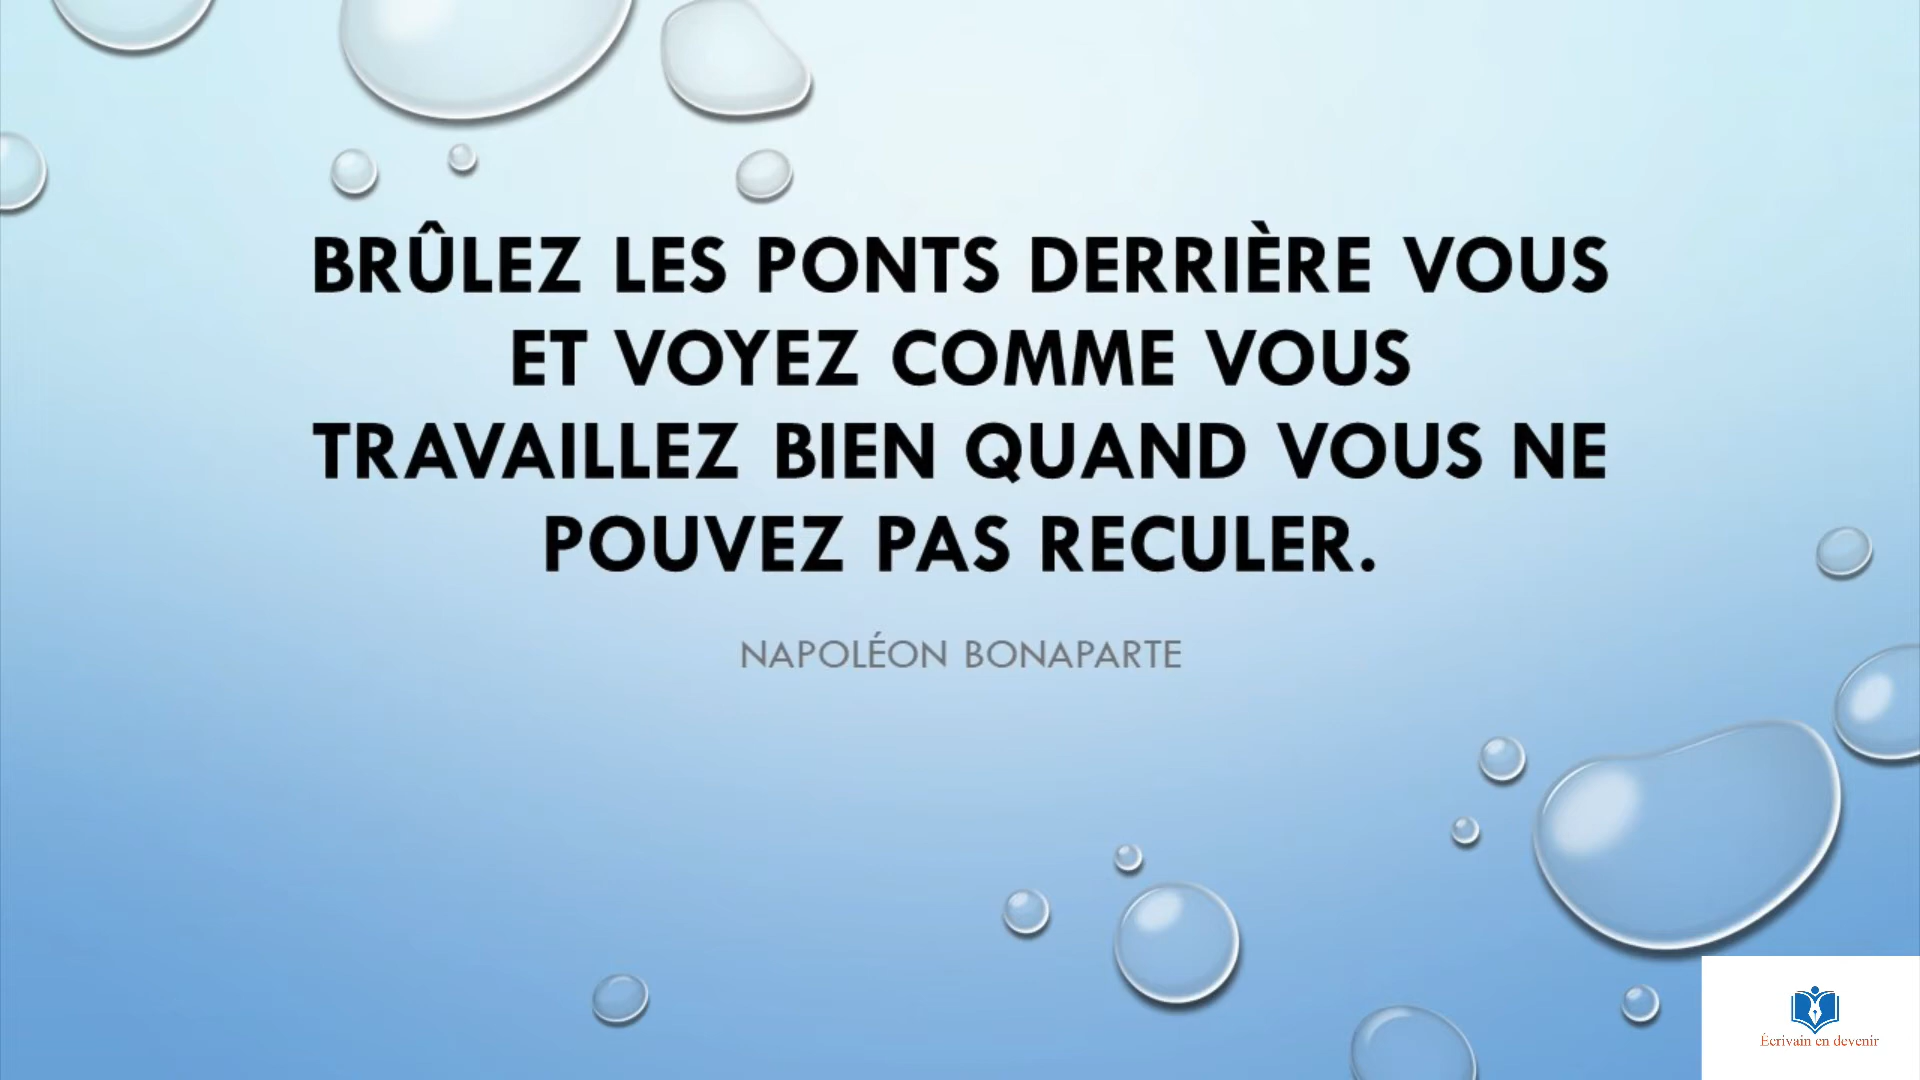 BRÛLEZ LES PONTS DERRIÈRE VOUS
ET VOYEZ COMME VOUS
TRAVAILLEZ BIEN QUAND VOUS NE
POUVEZ PAS RECULER.
NAPOLÉON BONAPARTE
Écrivain en devenir